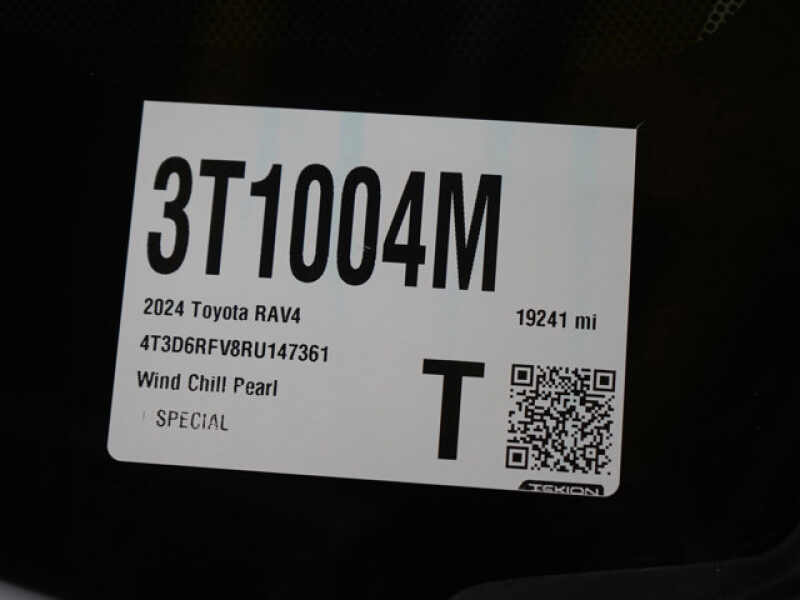 3T1004M
2024 Toyota RAV4 19241 mi
4T3D6RFV8RU147361
Wind Chill Pearl
SPECIAL
T
TEKION